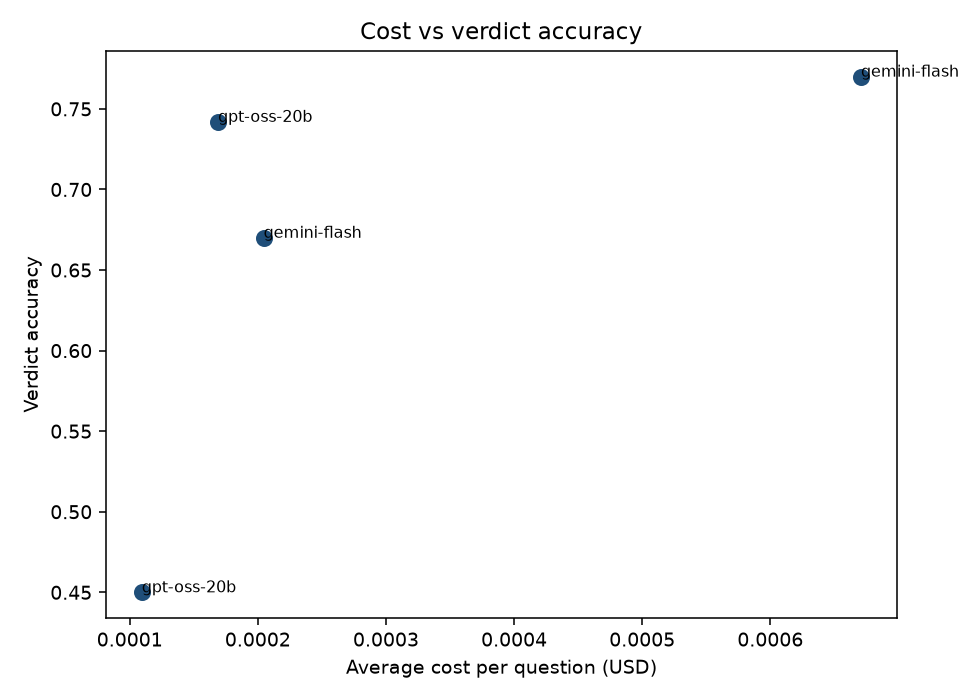 Cost vs verdict accuracy
gemini-flash
gpt-oss-20b
gemini-flash
gpt-oss-20b
Verdict accuracy
0.75
0.70
0.65
0.60
0.55
0.50
0.45
0.0001 0.0002 0.0003 0.0004 0.0005 0.0006
Average cost per question (USD)